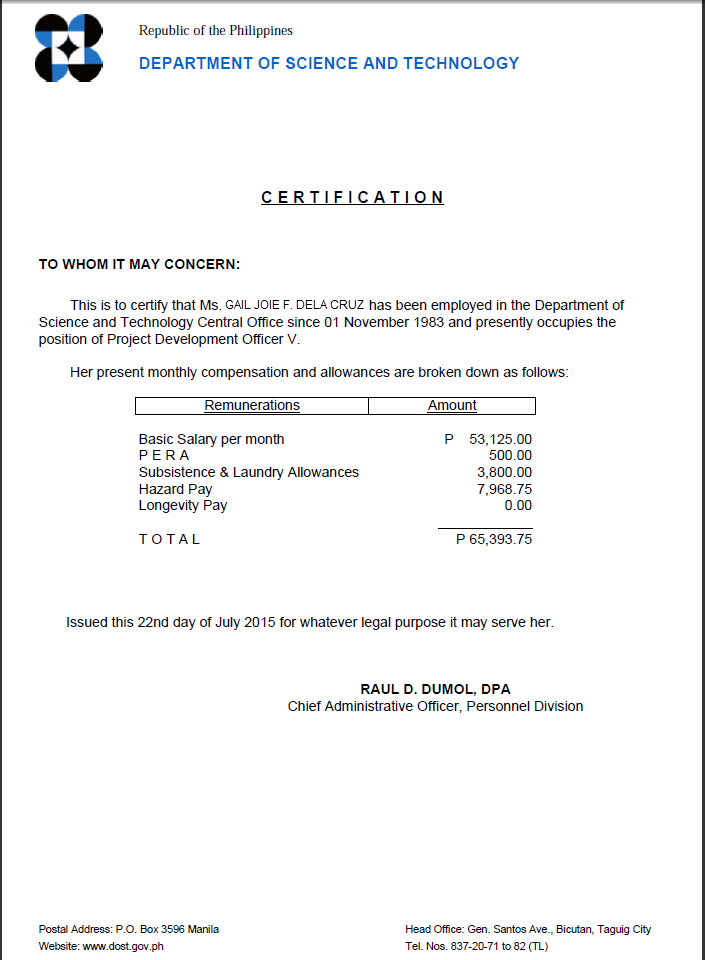 Republic of the Philippines
DEPARTMENT OF SCIENCE AND TECHNOLOGY
C E R T I F I C A T I O N
TO WHOM IT MAY CONCERN:
This is to certify that Ms. GAIL JOIE F. DELA CRUZ has been employed in the Department of
Science and Technology Central Office since 01 November 1983 and presently occupies the
position of Project Development Officer V.
Her present monthly compensation and allowances are broken down as follows:
Remunerations Amount
Basic Salary per month P 53,125.00
P E R A 500.00
Subsistence & Laundry Allowances 3,800.00
Hazard Pay 7,968.75
Longevity Pay 0.00
T O T A L P 65,393.75
Issued this 22nd day of July 2015 for whatever legal purpose it may serve her.
RAUL D. DUMOL, DPA
Chief Administrative Officer, Personnel Division
Postal Address: P.O. Box 3596 Manila Head Office: Gen. Santos Ave., Bicutan, Taguig City
Website: www.dost.gov.ph Tel. Nos. 837-20-71 to 82 (TL)